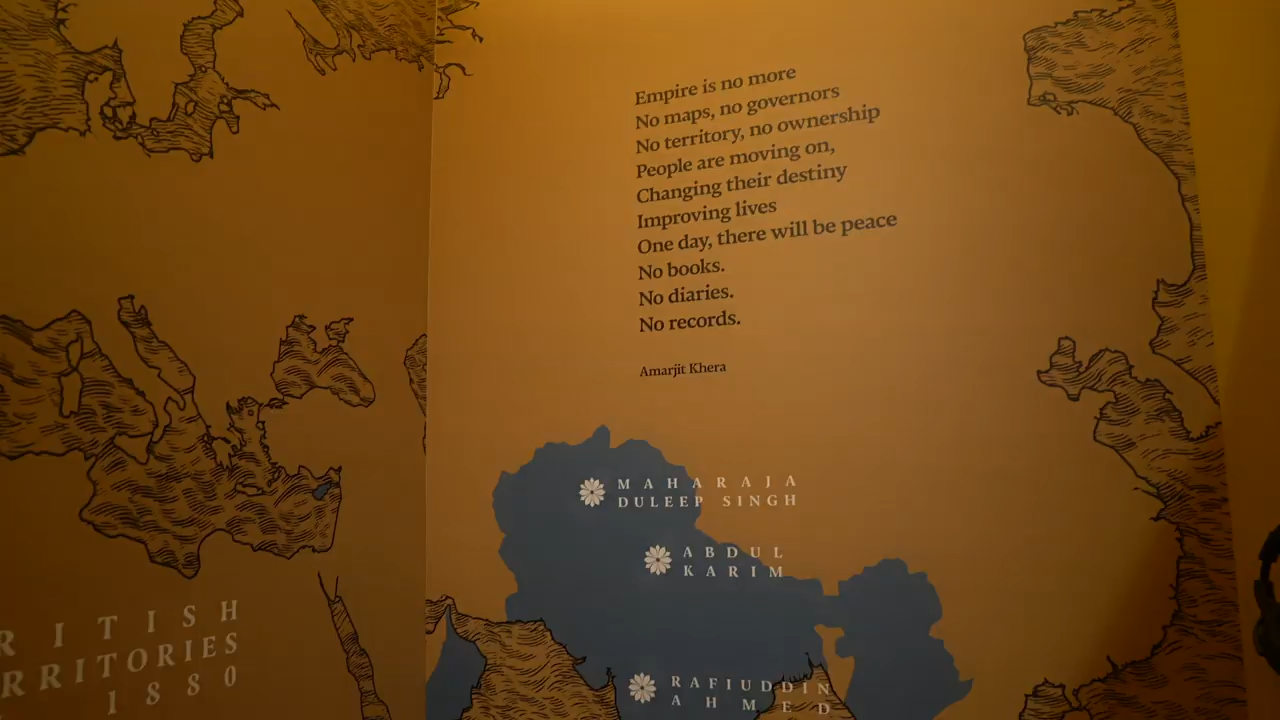 Empire is no more
No maps, no governors
No territory, no ownership
People are moving on,
Changing their destiny
Improving lives
One day, there will be peace
No books.
No diaries.
No records.
Amarjit Khera
MAHARAJA
DULEEP SINGH
ABDUL
KARIM
RAFIUDDIN
AHMED
RITISH
RRITORIES
1880